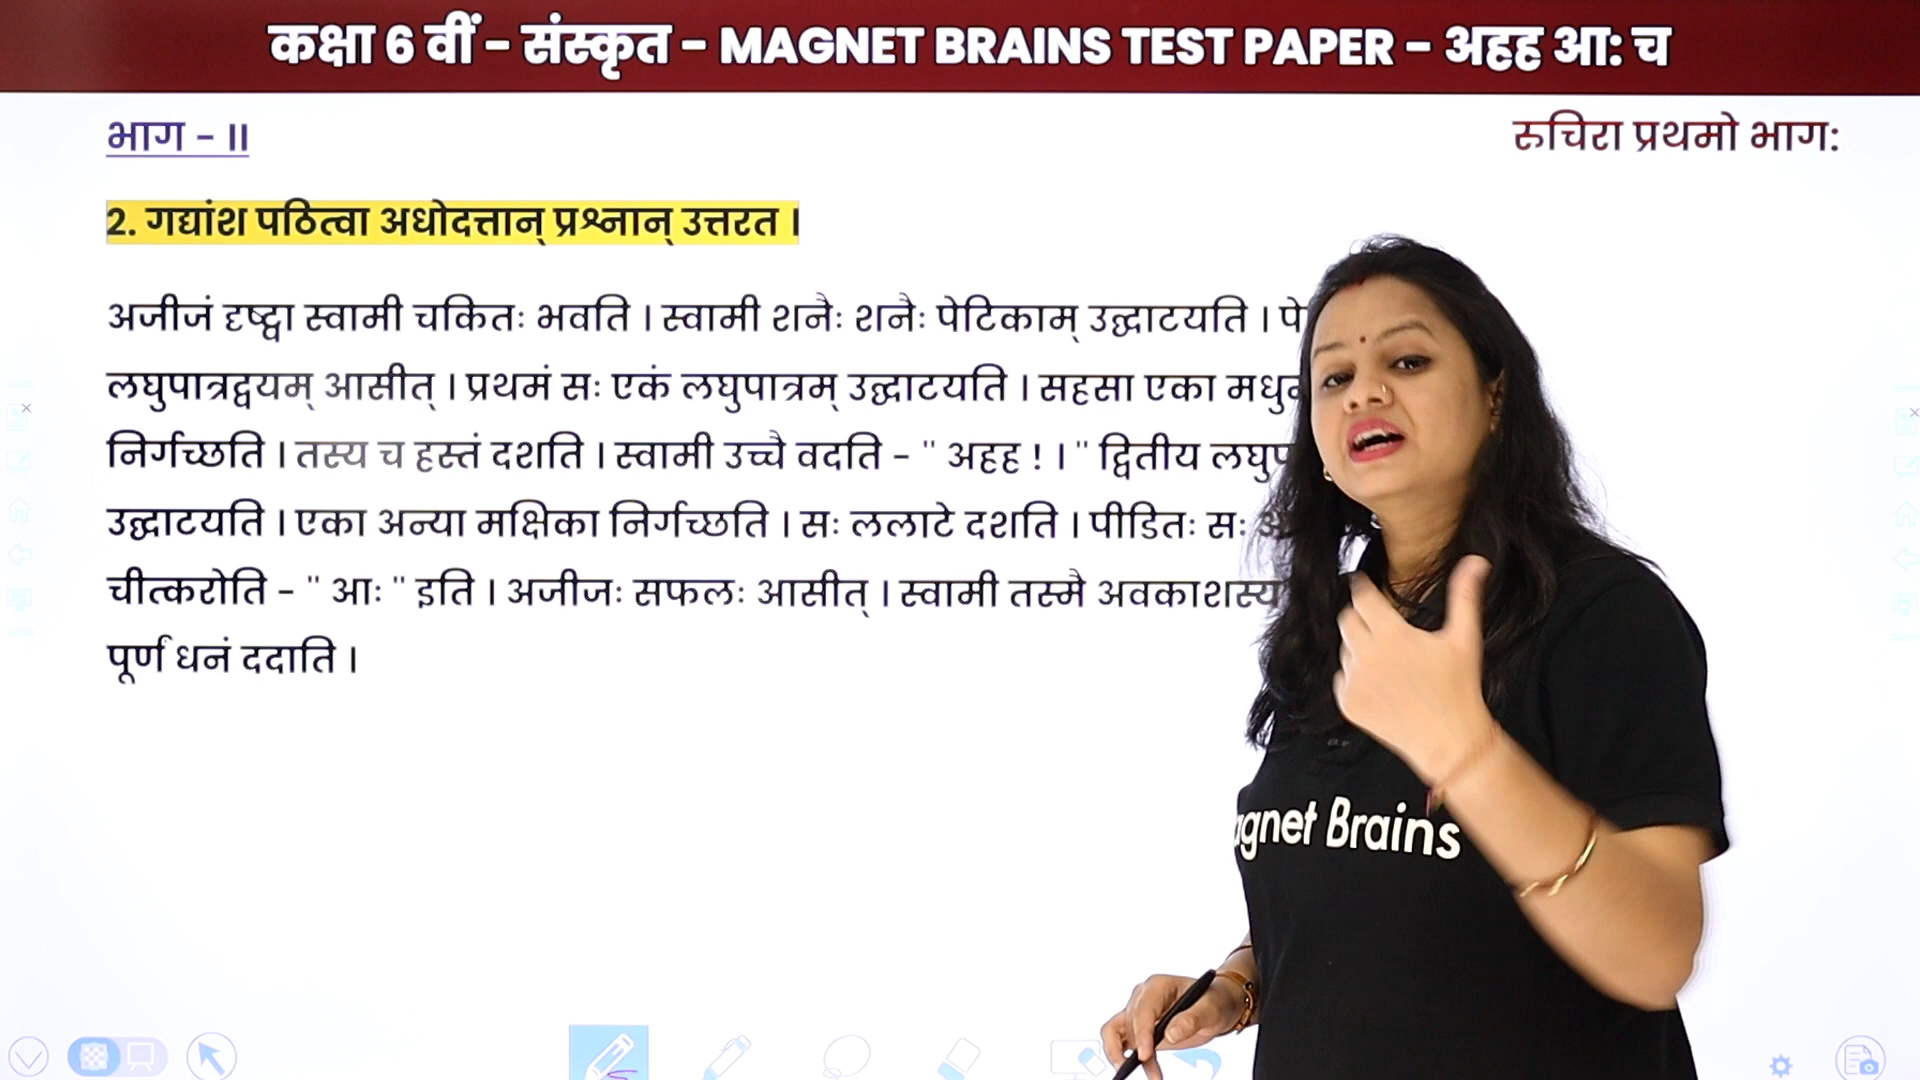 कक्षा 6 वीं - संस्कृत - MAGNET BRAINS TEST PAPER - अहह आ: च
भाग - II
रुचिरा प्रथमो भाग:
2. गद्यांश पठित्वा अधोदत्तान् प्रश्नान् उत्तरत ।
अजीजं दृष्ट्वा स्वामी चकितः भवति । स्वामी शनैः शनैः पेटिकाम् उद्घाटयति ।
लघुपात्रद्वयम् आसीत् । प्रथमं सः एकं लघुपात्रम् उद्घाटयति । सहसा एका
निर्गच्छति । तस्य च हस्तं दशति । स्वामी उच्चै वदति - " अहह ! । " द्वितीय
उद्घाटयति । एका अन्या मक्षिका निर्गच्छति । सः ललाटे दशति । पीडितः सः
चीत्करोति - " आः " इति । अजीजः सफलः आसीत् । स्वामी तस्मै अवकाशस्य
पूर्ण धनं ददाति ।
agnet Brains